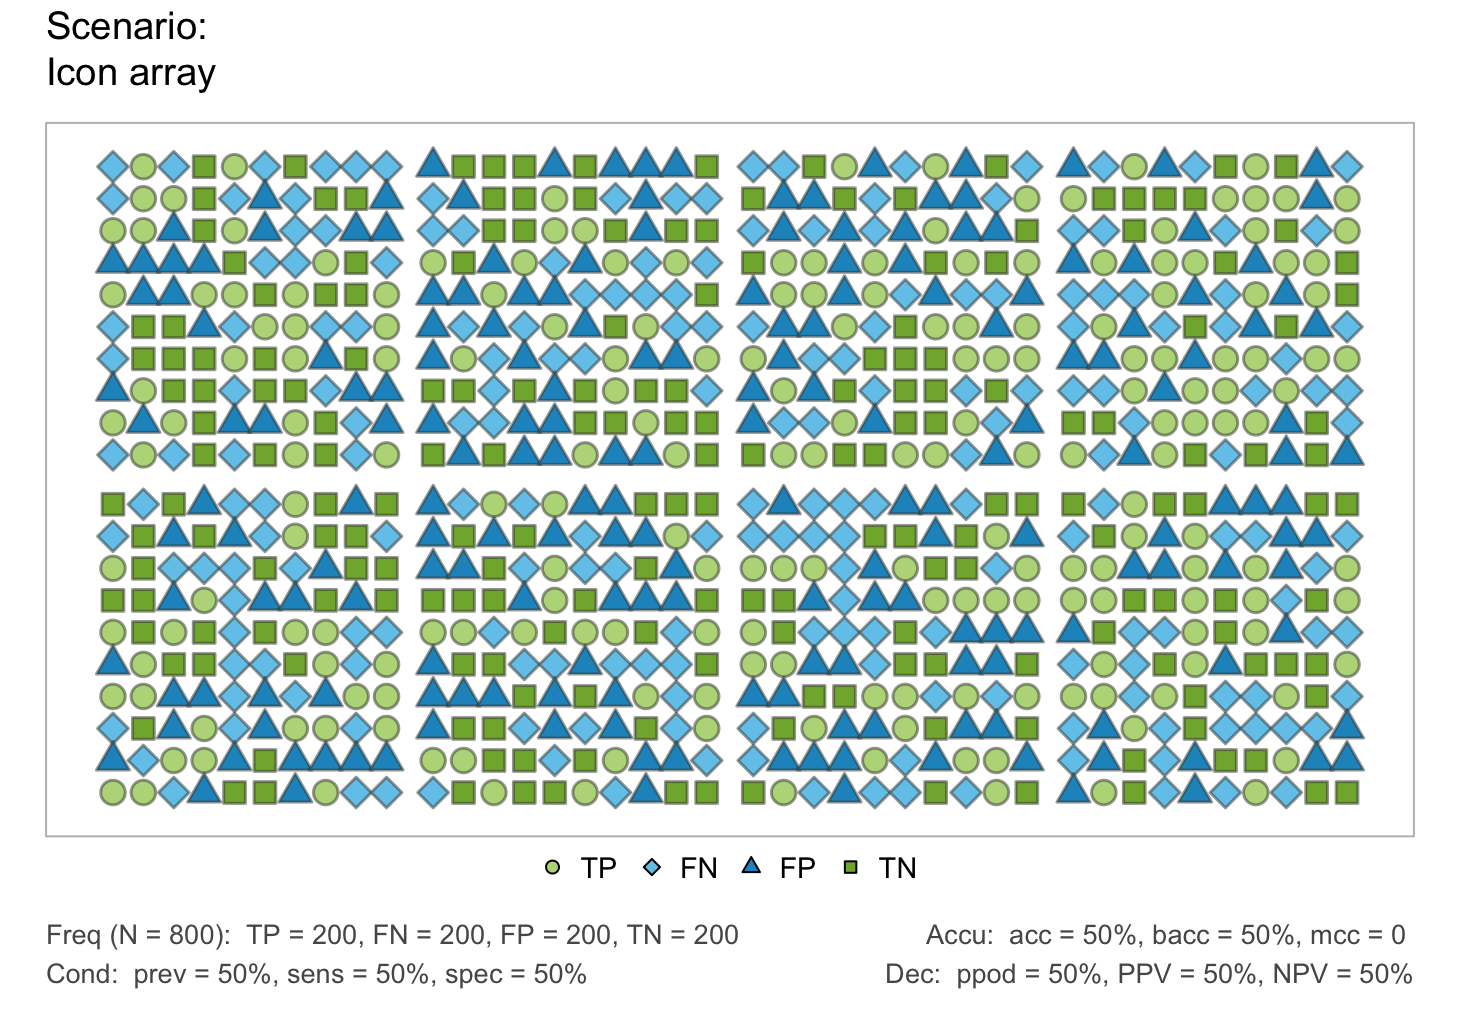 Scenario:
Icon array
TP FN FP TN
Freq (N = 800):  TP = 200, FN = 200, FP = 200, TN = 200
Accu:  acc = 50%, bacc = 50%, mcc = 0
Cond:  prev = 50%, sens = 50%, spec = 50%
Dec:  ppod = 50%, PPV = 50%, NPV = 50%